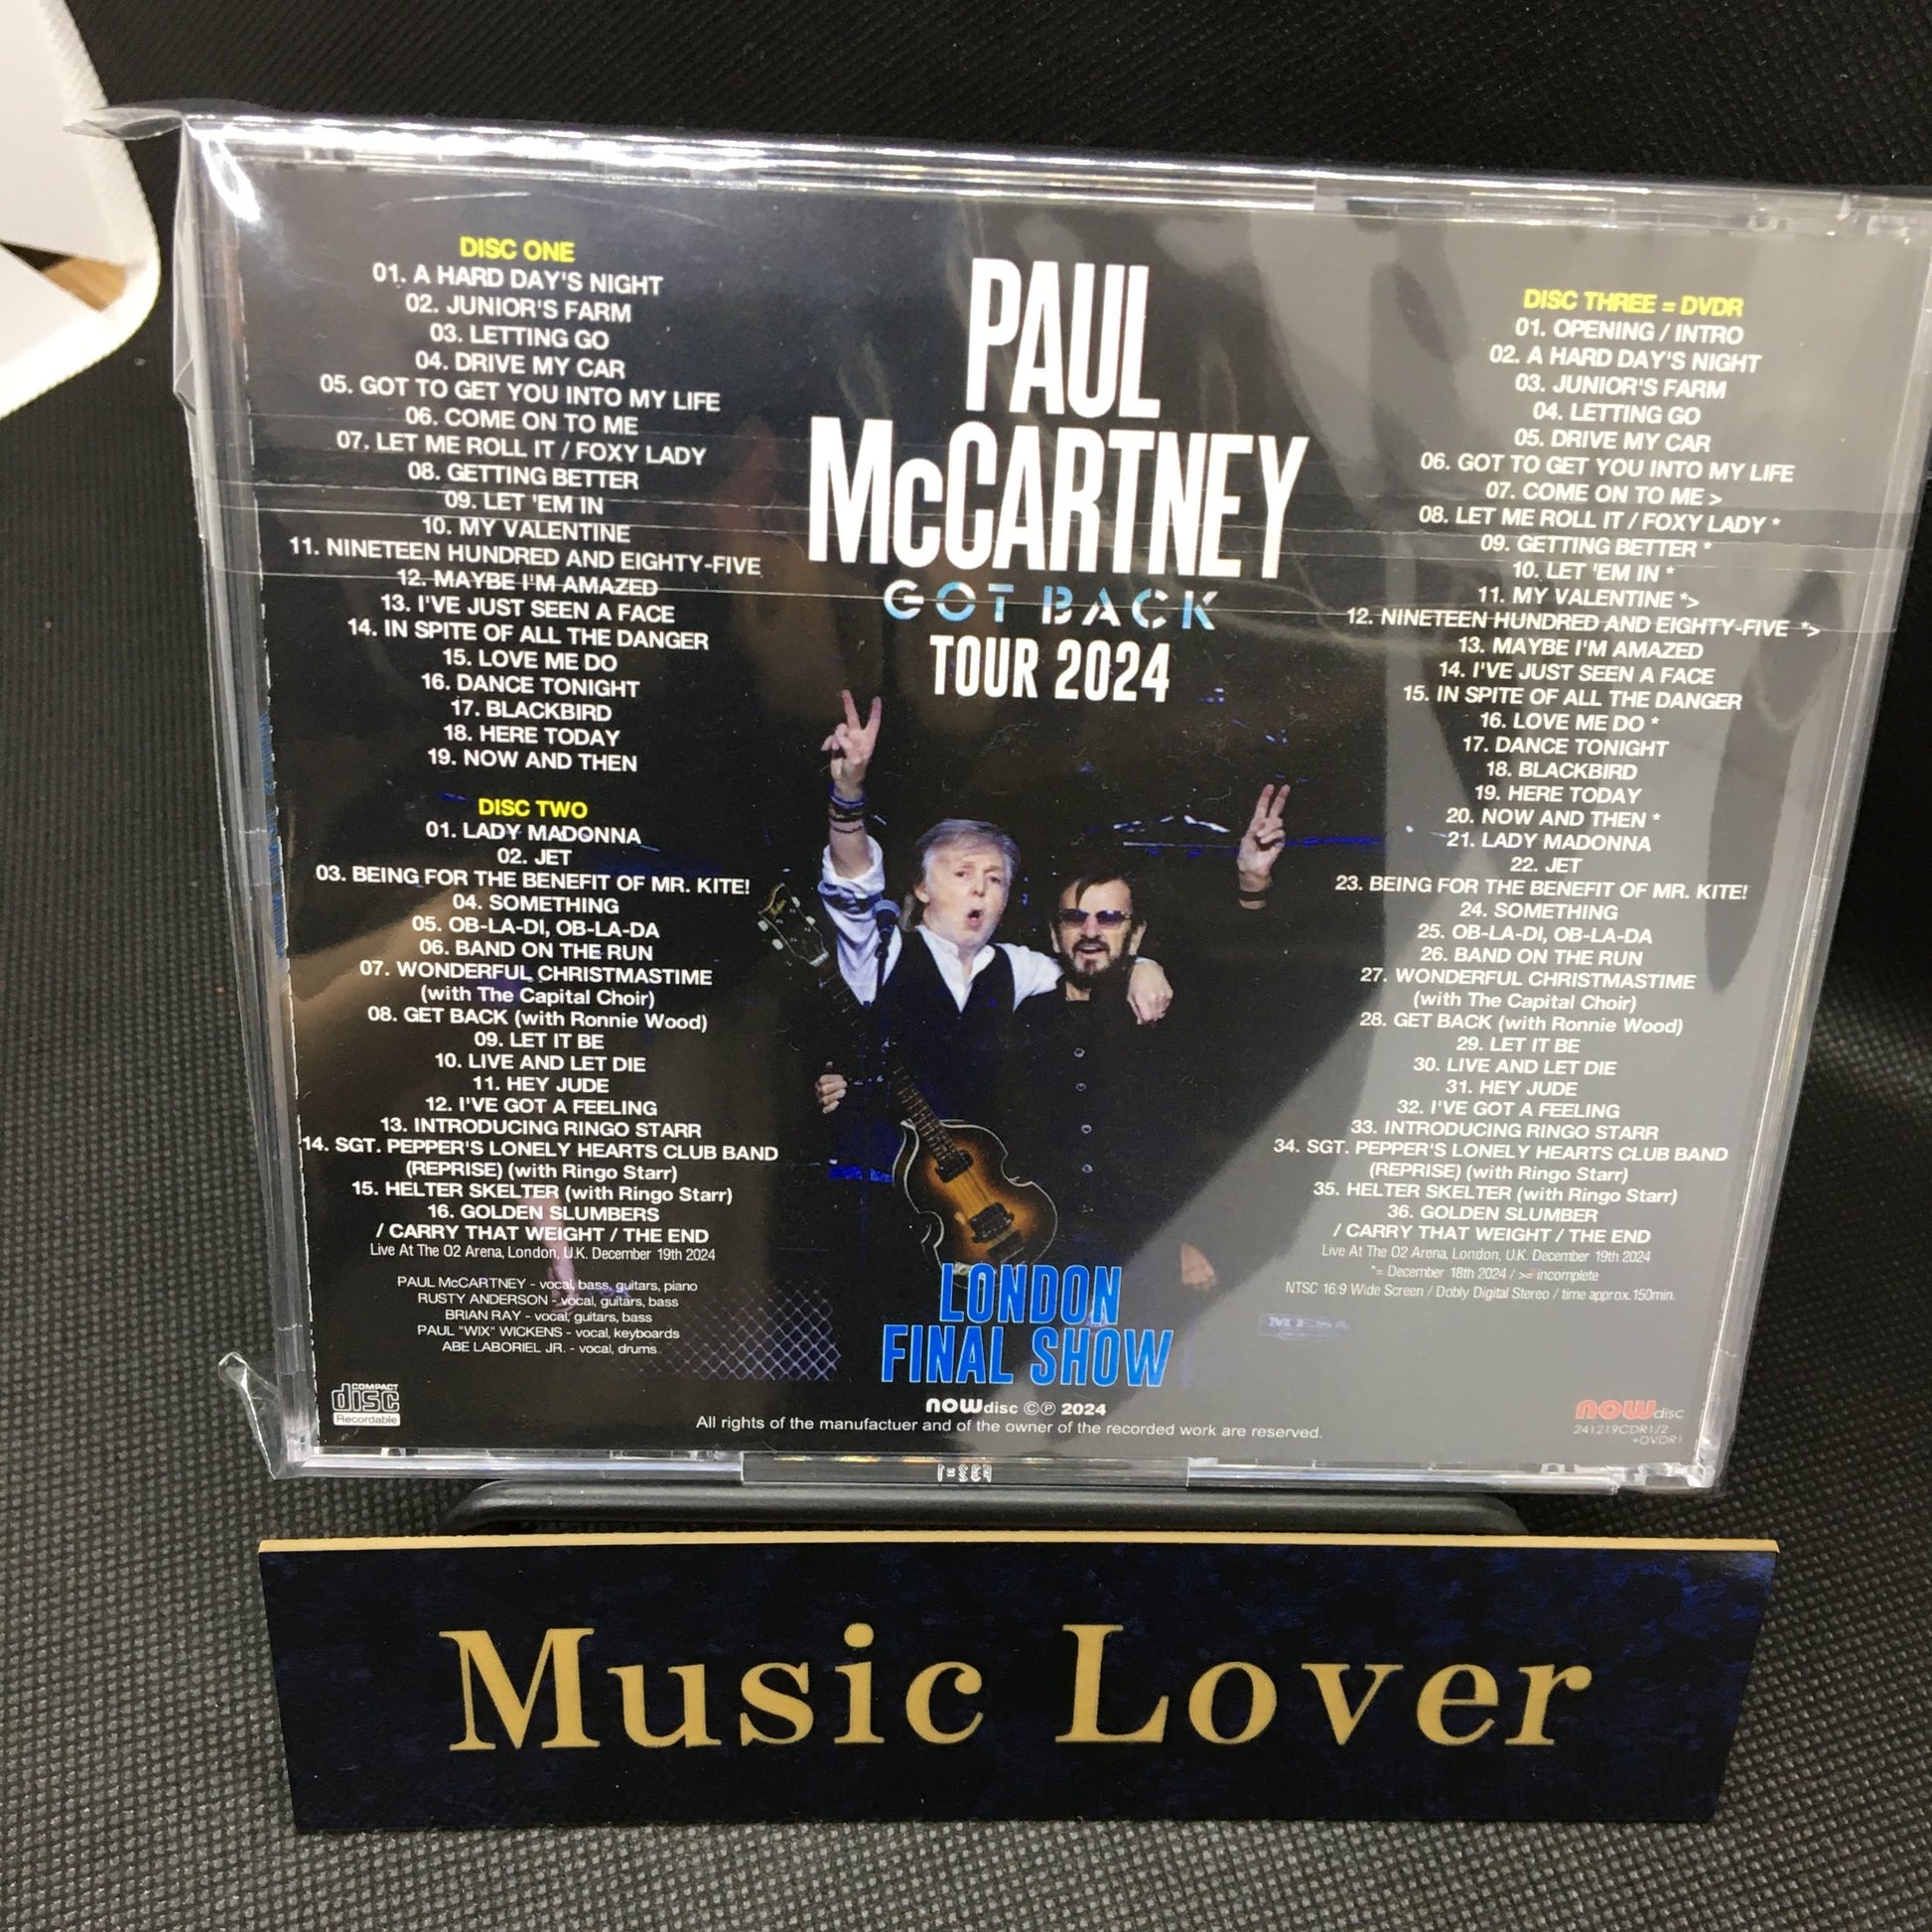 DISC ONE
01. A HARD DAY'S NIGHT
02. JUNIOR'S FARM
03. LETTING GO
04. DRIVE MY CAR
05. GOT TO GET YOU INTO MY LIFE
06. COME ON TO ME
07. LET ME ROLL IT / FOXY LADY
08. GETTING BETTER
09. LET 'EM IN
10. MY VALENTINE
11. NINETEEN HUNDRED AND EIGHTY-FIVE
12. MAYBE I'M AMAZED
13. I'VE JUST SEEN A FACE
14. IN SPITE OF ALL THE DANGER
15. LOVE ME DO
16. DANCE TONIGHT
17. BLACKBIRD
18. HERE TODAY
19. NOW AND THEN
DISC TWO
01. LADY MADONNA
02. JET
03. BEING FOR THE BENEFIT OF MR. KITE!
04. SOMETHING
05. OB-LA-DI, OB-LA-DA
06. BAND ON THE RUN
07. WONDERFUL CHRISTMASTIME
(with The Capital Choir)
08. GET BACK (with Ronnie Wood)
09. LET IT BE
10. LIVE AND LET DIE
11. HEY JUDE
12. I'VE GOT A FEELING
13. INTRODUCING RINGO STARR
14. SGT. PEPPER'S LONELY HEARTS CLUB BAND
(REPRISE) (with Ringo Starr)
15. HELTER SKELTER (with Ringo Starr)
16. GOLDEN SLUMBERS
/ CARRY THAT WEIGHT / THE END
Live At The O2 Arena, London, U.K. December 19th 2024
PAUL McCARTNEY - vocal, bass, guitars, piano
RUSTY ANDERSON - vocal, guitars, bass
BRIAN RAY - vocal, guitars, bass
PAUL "WIX" WICKENS - vocal, keyboards
ABE LABORIEL JR. - vocal, drums
COMPACT
disc
Recordable
PAUL
McCARTNEY
GOT BACK
TOUR 2024
LONDON
FINAL SHOW
nowdisc ©℗ 2024
All rights of the manufactuer and of the owner of the recorded work are reserved.
DISC THREE = DVDR
01. OPENING / INTRO
02. A HARD DAY'S NIGHT
03. JUNIOR'S FARM
04. LETTING GO
05. DRIVE MY CAR
06. GOT TO GET YOU INTO MY LIFE
07. COME ON TO ME >
08. LET ME ROLL IT / FOXY LADY *
09. GETTING BETTER *
10. LET 'EM IN *
11. MY VALENTINE *>
12. NINETEEN HUNDRED AND EIGHTY-FIVE *>
13. MAYBE I'M AMAZED
14. I'VE JUST SEEN A FACE
15. IN SPITE OF ALL THE DANGER
16. LOVE ME DO *
17. DANCE TONIGHT
18. BLACKBIRD
19. HERE TODAY
20. NOW AND THEN *
21. LADY MADONNA
22. JET
23. BEING FOR THE BENEFIT OF MR. KITE!
24. SOMETHING
25. OB-LA-DI, OB-LA-DA
26. BAND ON THE RUN
27. WONDERFUL CHRISTMASTIME
(with The Capital Choir)
28. GET BACK (with Ronnie Wood)
29. LET IT BE
30. LIVE AND LET DIE
31. HEY JUDE
32. I'VE GOT A FEELING
33. INTRODUCING RINGO STARR
34. SGT. PEPPER'S LONELY HEARTS CLUB BAND
(REPRISE) (with Ringo Starr)
35. HELTER SKELTER (with Ringo Starr)
36. GOLDEN SLUMBER
/ CARRY THAT WEIGHT / THE END
Live At The O2 Arena, London, U.K. December 19th 2024
*= December 18th 2024 / >= incomplete
NTSC 16:9 Wide Screen / Dobly Digital Stereo / time approx.150min.
MESA
nowdisc
241219CDR1/2
+DVDR1
Music Lover